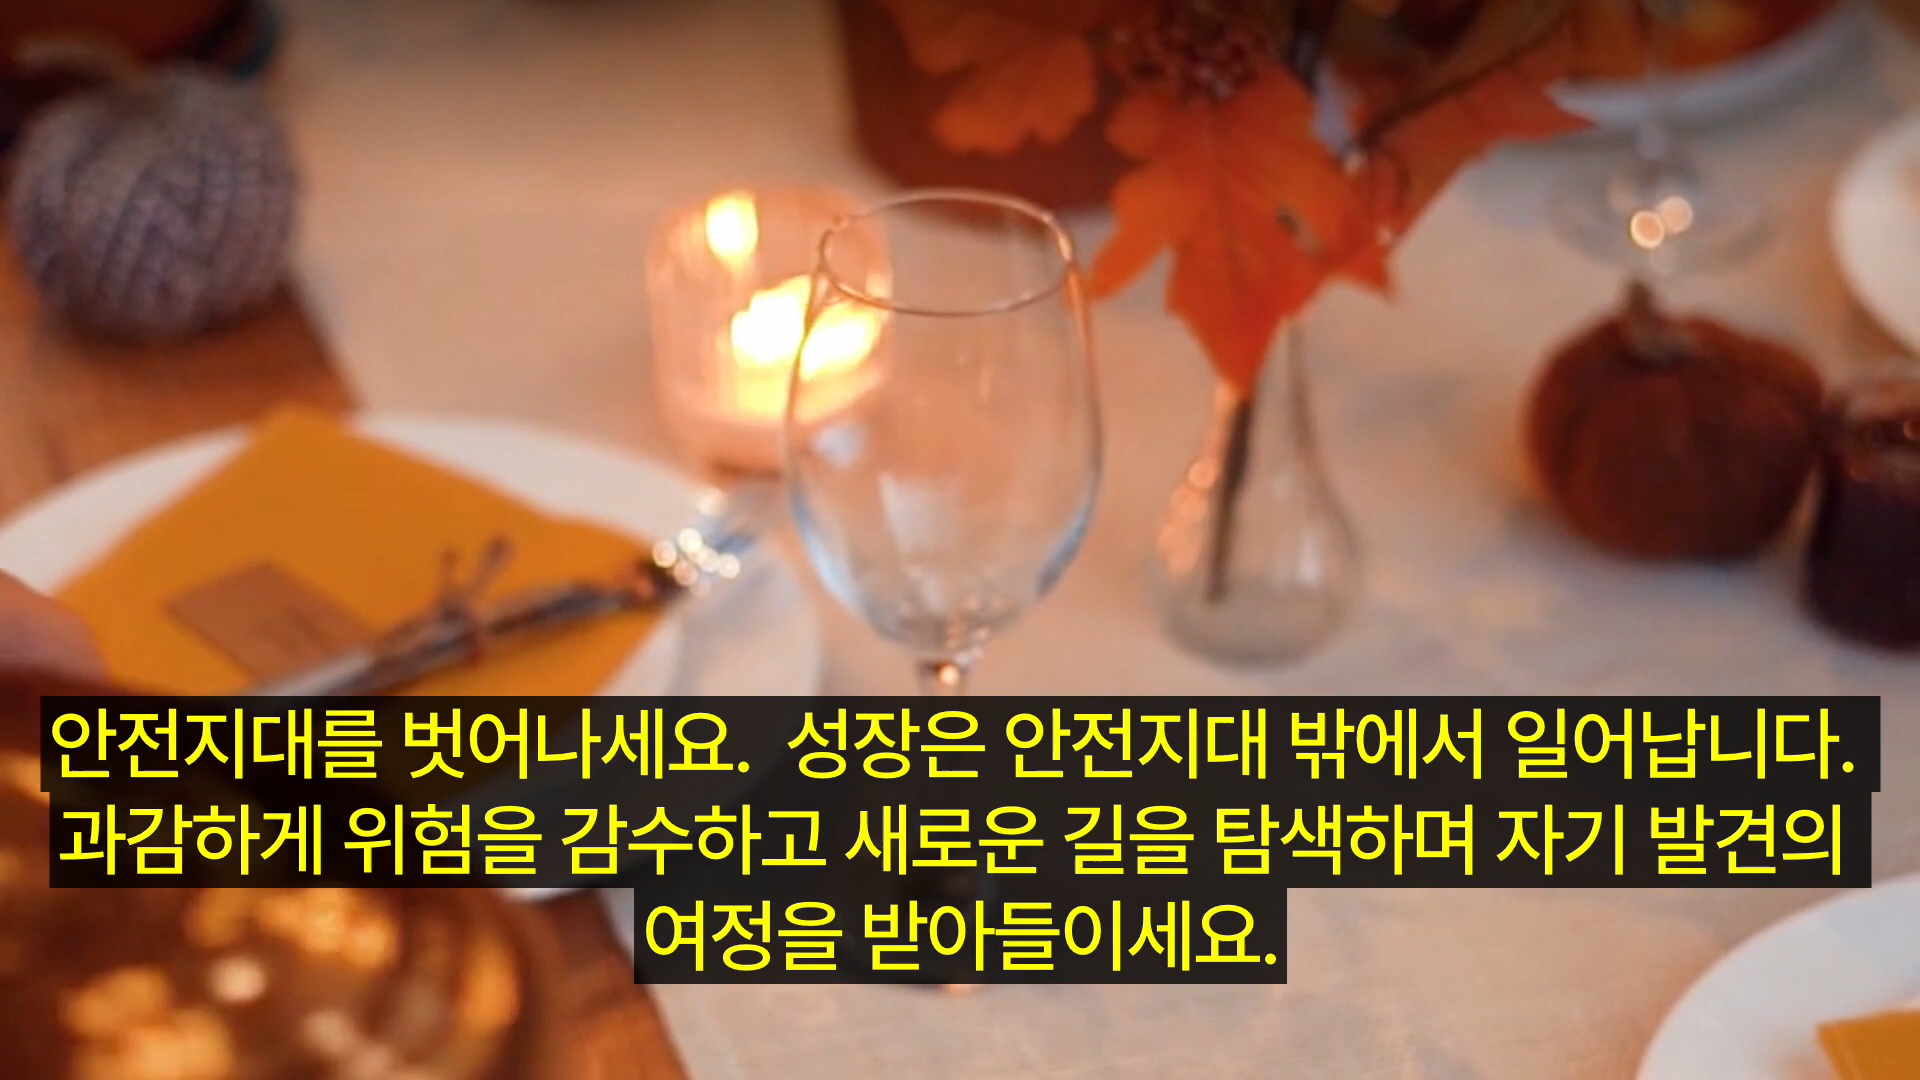 안전지대를 벗어나세요.  성장은 안전지대 밖에서 일어납니다.
과감하게 위험을 감수하고 새로운 길을 탐색하며 자기 발견의
여정을 받아들이세요.